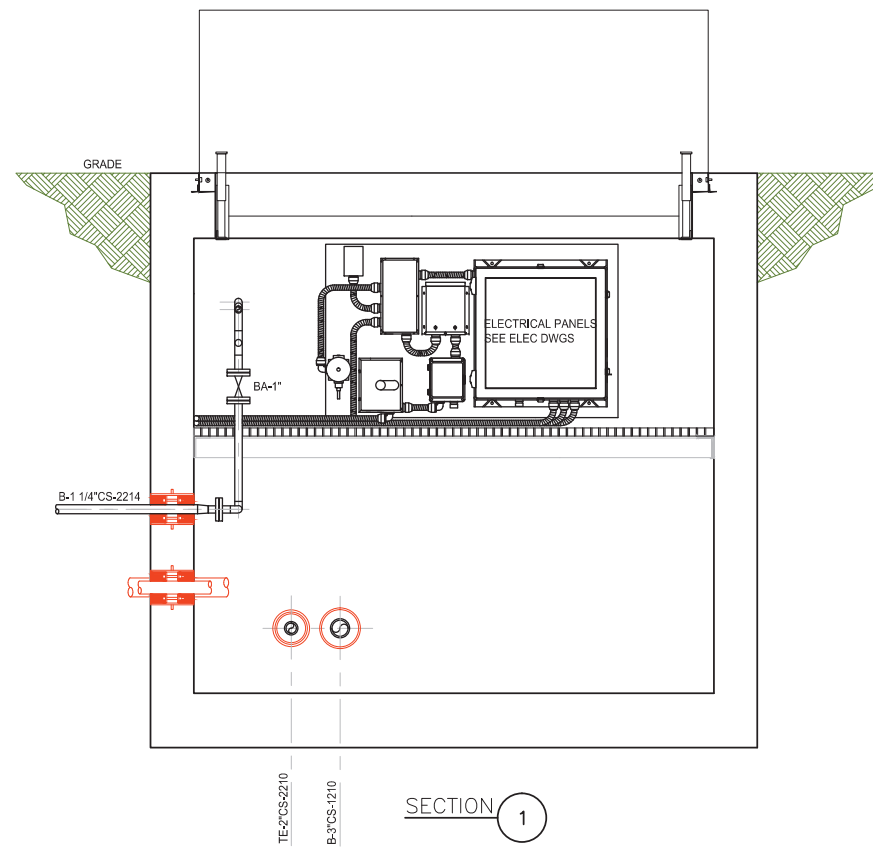 GRADE
ELECTRICAL PANELS
SEE ELEC DWGS
BA-1"
B-1 1/4"CS-2214
TE-2"CS-2210
B-3"CS-1210
SECTION 1